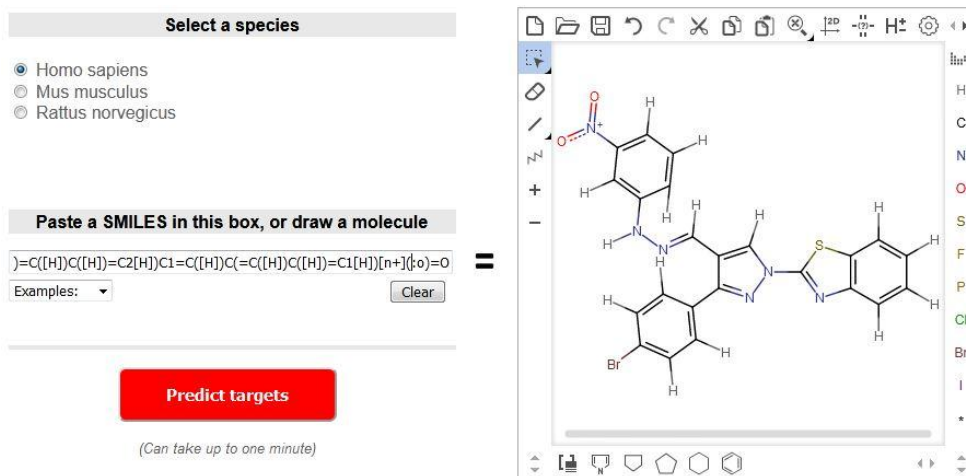 Select a species
Homo sapiens
Mus musculus
Rattus norvegicus
Paste a SMILES in this box, or draw a molecule
)=C([H])C([H])=C2[H])C1=C([H])C(=C([H])C([H])=C1[H])[n+](:o)=O
Examples:
Clear
=
Predict targets
(Can take up to one minute)
2D
(?)
H±
H
C
N
O
S
F
P
Cl
Br
I
*
O
N+
O
H
H
H
H
H
N
H
N
H
H
S
H
H
N
N
N
H
H
H
H
H
Br
H
N